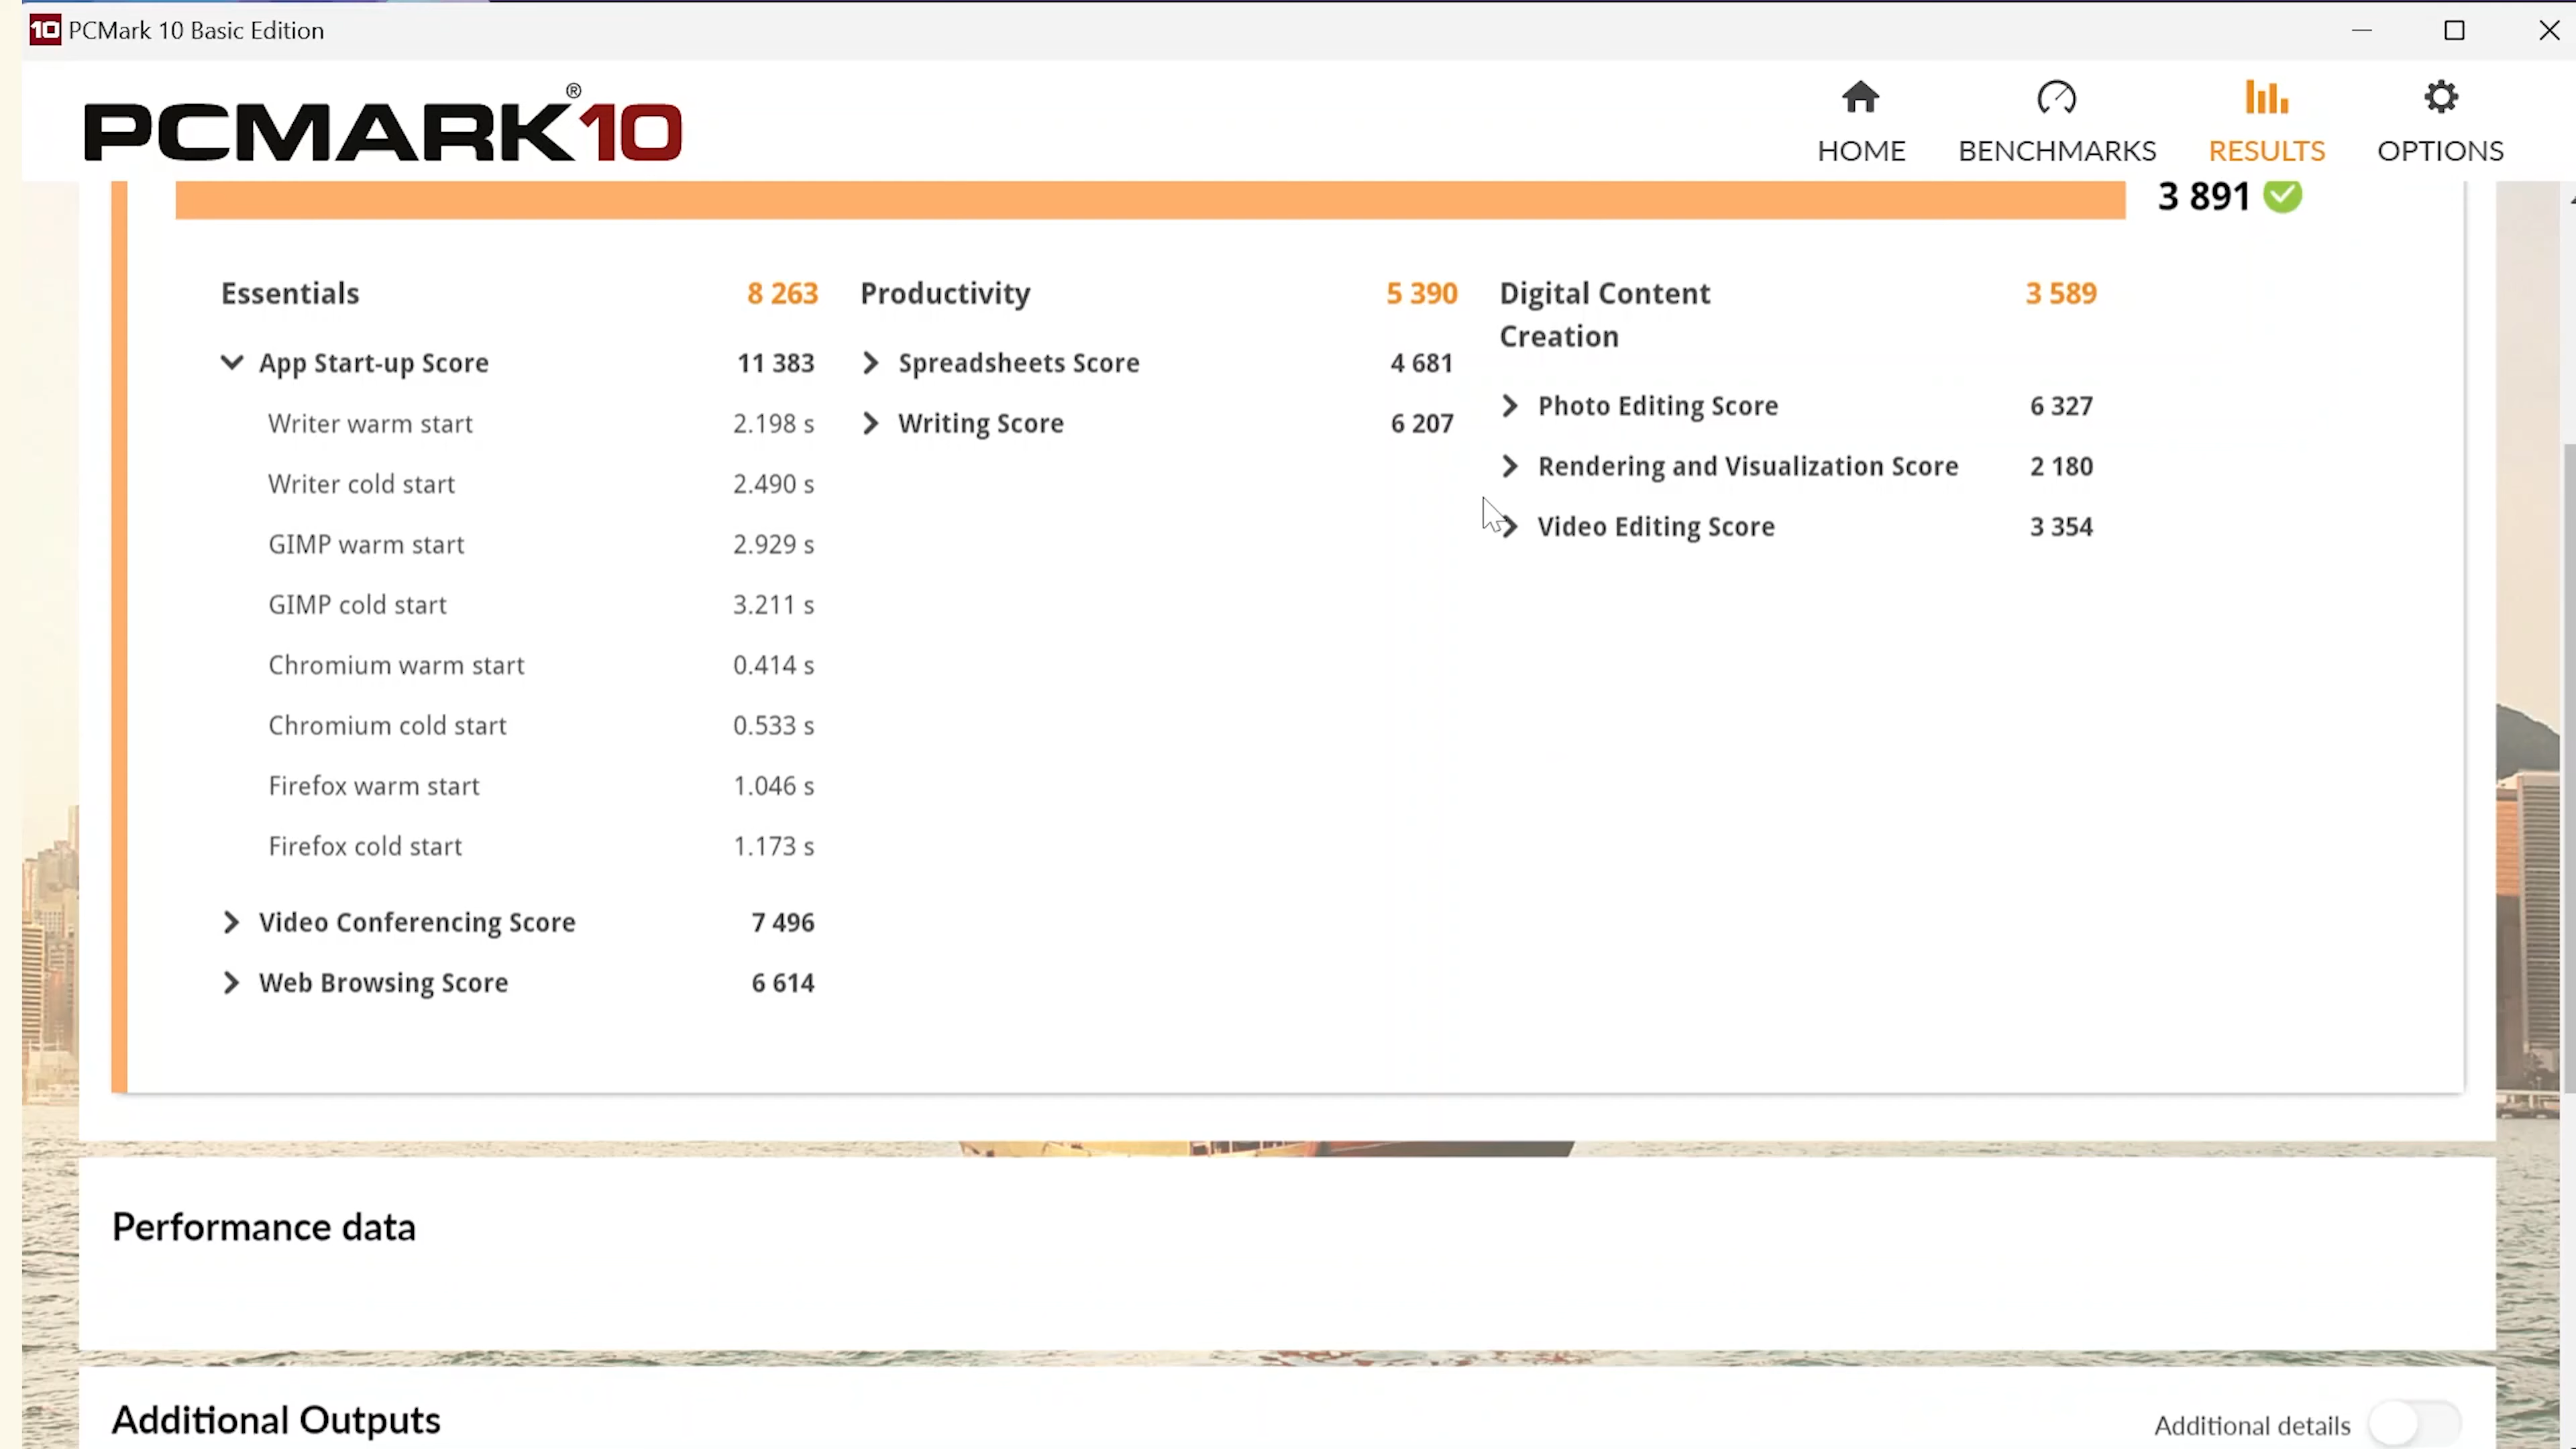 10 PCMark 10 Basic Edition
PCMARK®10
HOME
BENCHMARKS
RESULTS
OPTIONS
3 891
Essentials 8 263
App Start-up Score 11 383
Writer warm start 2.198 s
Writer cold start 2.490 s
GIMP warm start 2.929 s
GIMP cold start 3.211 s
Chromium warm start 0.414 s
Chromium cold start 0.533 s
Firefox warm start 1.046 s
Firefox cold start 1.173 s
Video Conferencing Score 7 496
Web Browsing Score 6 614
Productivity 5 390
Spreadsheets Score 4 681
Writing Score 6 207
Digital Content 3 589
Creation
Photo Editing Score 6 327
Rendering and Visualization Score 2 180
Video Editing Score 3 354
Performance data
Additional Outputs
Additional details